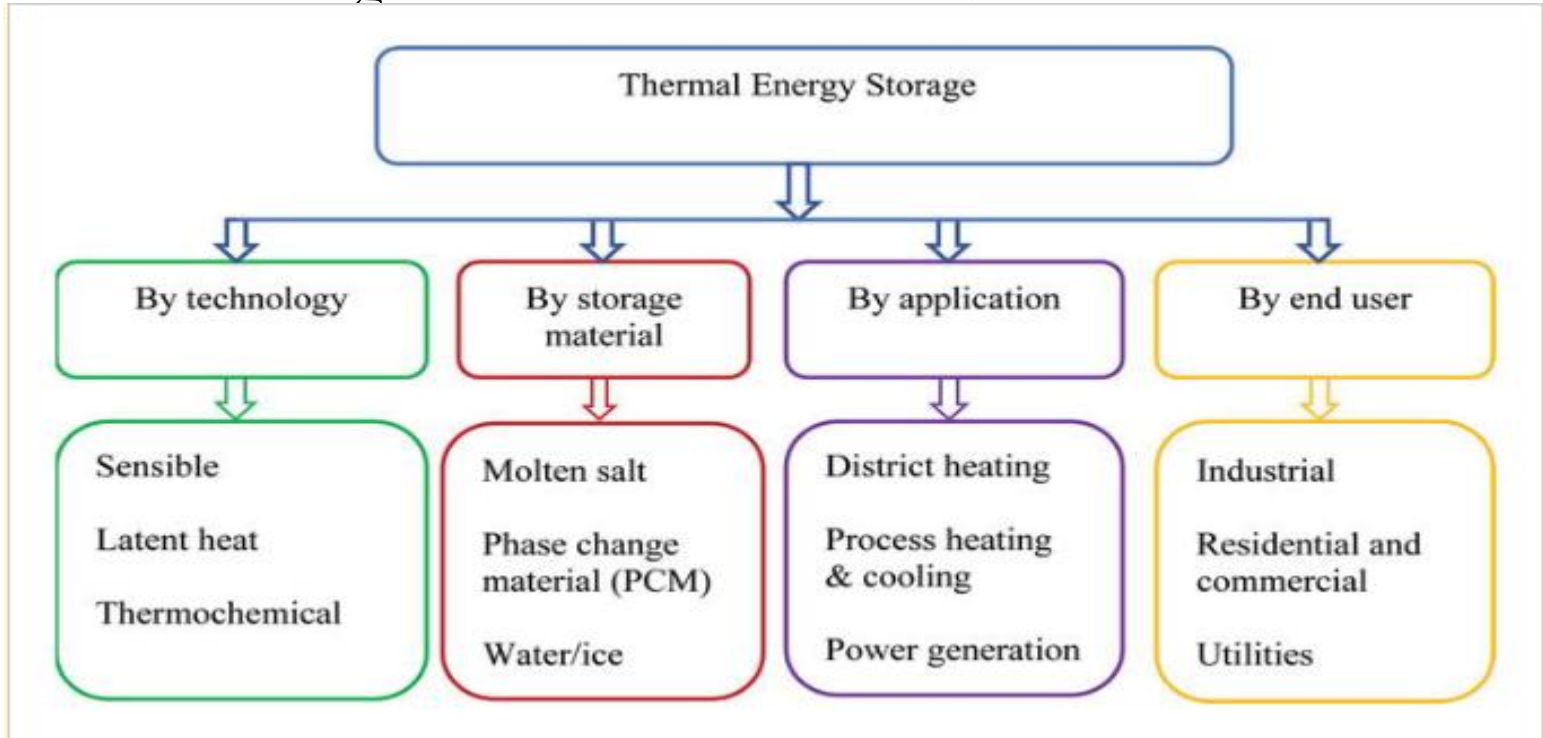 Thermal Energy Storage
By technology
By storage
material
By application
By end user
Sensible
Latent heat
Thermochemical
Molten salt
Phase change
material (PCM)
Water/ice
District heating
Process heating
& cooling
Power generation
Industrial
Residential and
commercial
Utilities